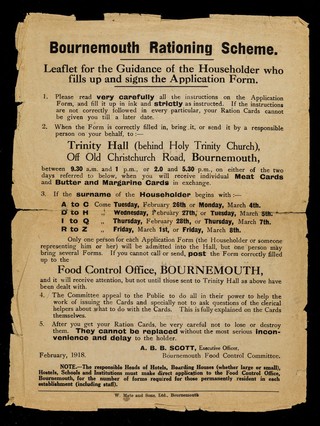 Bournemouth Rationing Scheme.
Leaflet for the Guidance of the Householder who
fills up and signs the Application Form.
1. Please read very carefully all the instructions on the Application
Form, and fill it up in ink and strictly as instructed. If the instructions
are not correctly followed in every particular, your Ration Cards cannot
be given you till a later date.
2. When the Form is correctly filled in, bring it, or send it by a responsible
person on your behalf, to :—
Trinity Hall (behind Holy Trinity Church),
Off Old Christchurch Road, Bournemouth,
between 9.30 a.m. and 1 p.m., or 2.0 and 5.30 p.m., on either of the two
days referred to below, when you will receive individual Meat Cards
and Butter and Margarine Cards in exchange.
3. If the surname of the Householder begins with :—
A to C Come Tuesday, February 26th or Monday, March 4th.
D to H „ Wednesday, February 27th, or Tuesday, March 5th.
I to Q „ Thursday, February 28th, or Thursday, March 7th.
R to Z „ Friday, March 1st, or Friday, March 8th.
Only one person for each Application Form (the Householder or someone
representing him or her) will be admitted into the Hall, but one person may
bring several Forms. If you cannot call or send, post the Form correctly filled
up to the
Food Control Office, BOURNEMOUTH,
and it will receive attention, but not until those sent to Trinity Hall as above have
been dealt with.
4. The Committee appeal to the Public to do all in their power to help the
work of issuing the Cards and specially not to ask questions of the clerical
helpers about what to do with the Cards. This is fully explained on the Cards
themselves.
5. After you get your Ration Cards, be very careful not to lose or destroy
them. They cannot be replaced without the most serious incon-
venience and delay to the holder.
A. B. B. SCOTT, Executive Officer,
February, 1918. Bournemouth Food Control Committee.
NOTE.—The responsible Heads of Hotels, Boarding Houses (whether large or small),
Hostels, Schools and Institutions must make direct application to the Food Control Office,
Bournemouth, for the number of forms required for those permanently resident in each
establishment (including staff).
W. Mate and Sons, Ltd., Bournemouth